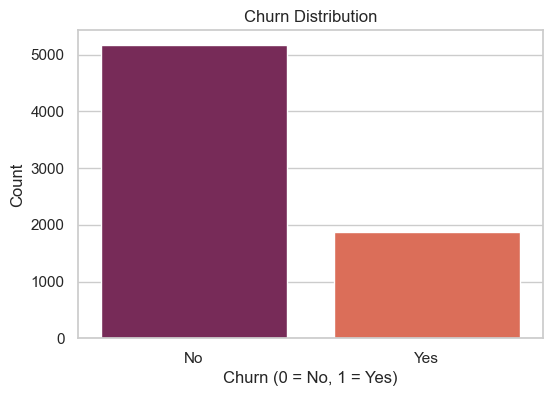 Churn Distribution
5000
4000
3000
2000
1000
0
Count
No Yes
Churn (0 = No, 1 = Yes)